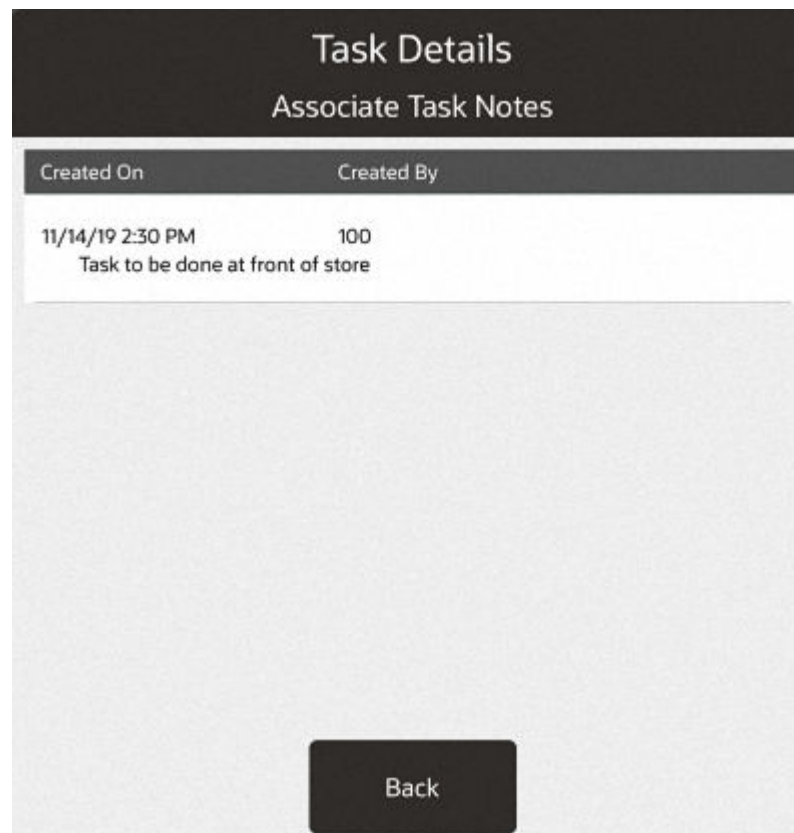 Task Details
Associate Task Notes
Created On Created By
11/14/19 2:30 PM 100
Task to be done at front of store
Back